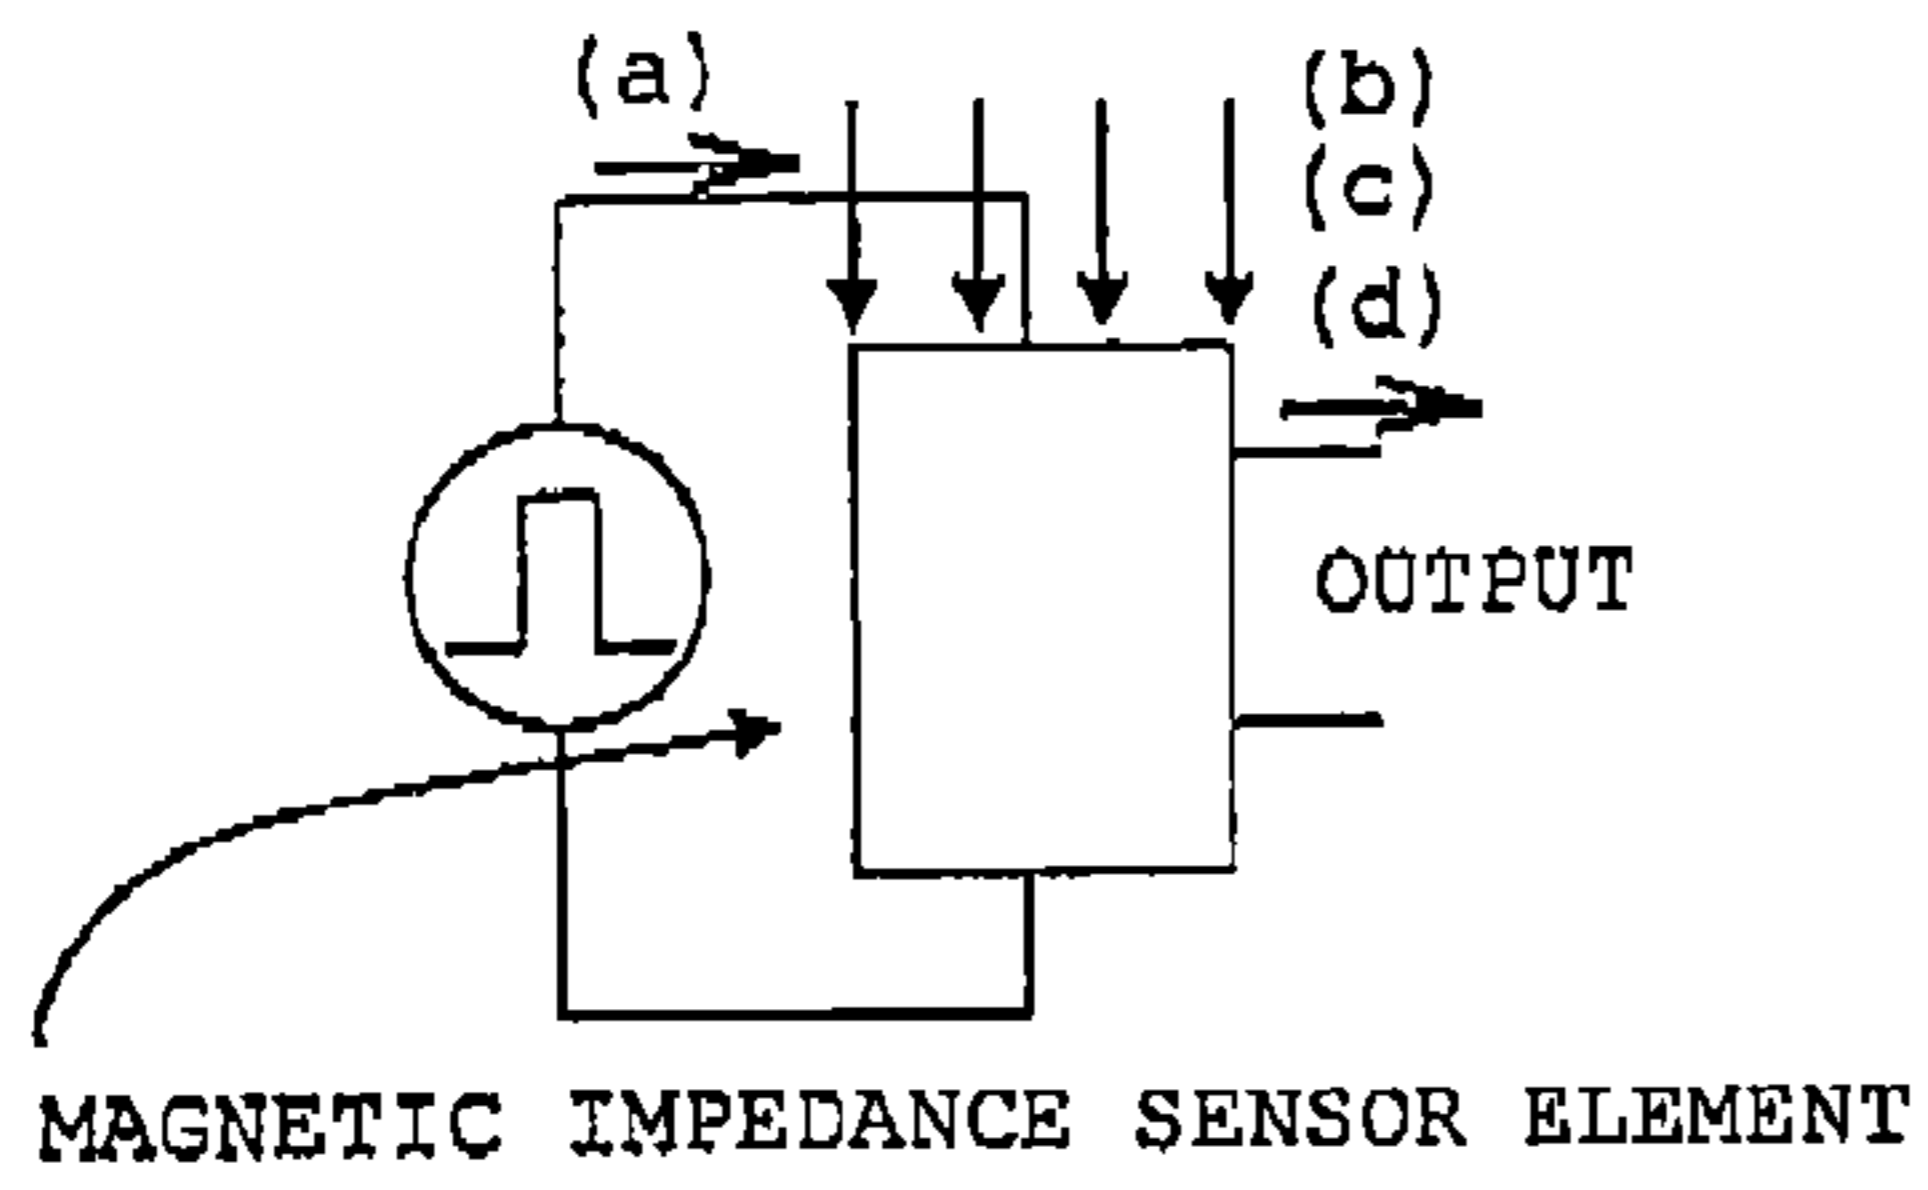 (a)
(b)
(c)
(d)
OUTPUT
MAGNETIC IMPEDANCE SENSOR ELEMENT